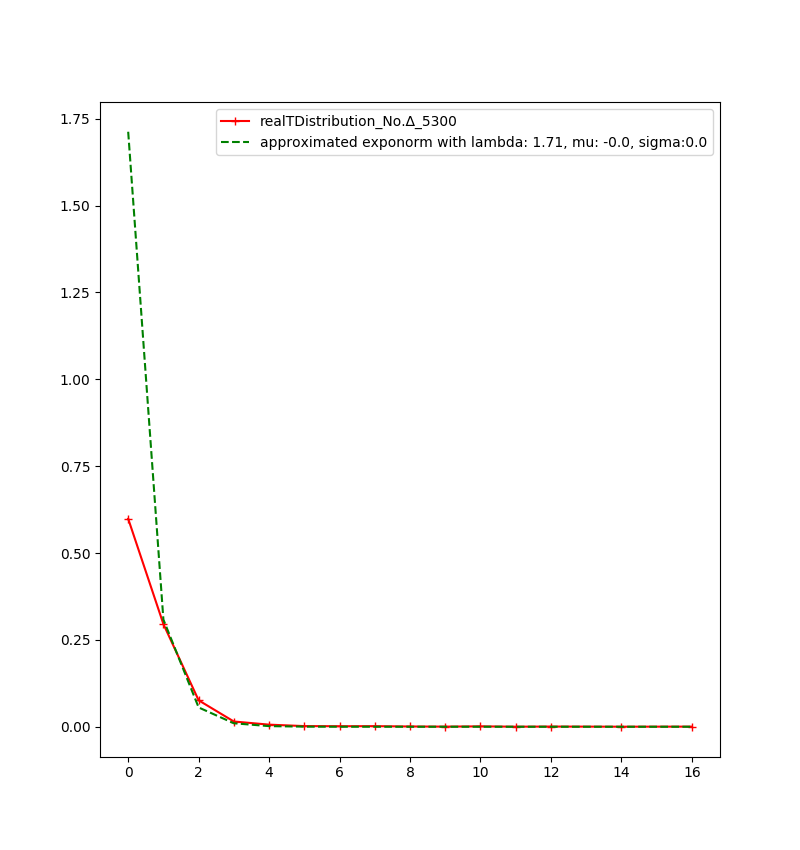 realTDistribution_No.Δ_5300
approximated exponorm with lambda: 1.71, mu: -0.0, sigma:0.0
1.75
1.50
1.25
1.00
0.75
0.50
0.25
0.00
0 2 4 6 8 10 12 14 16